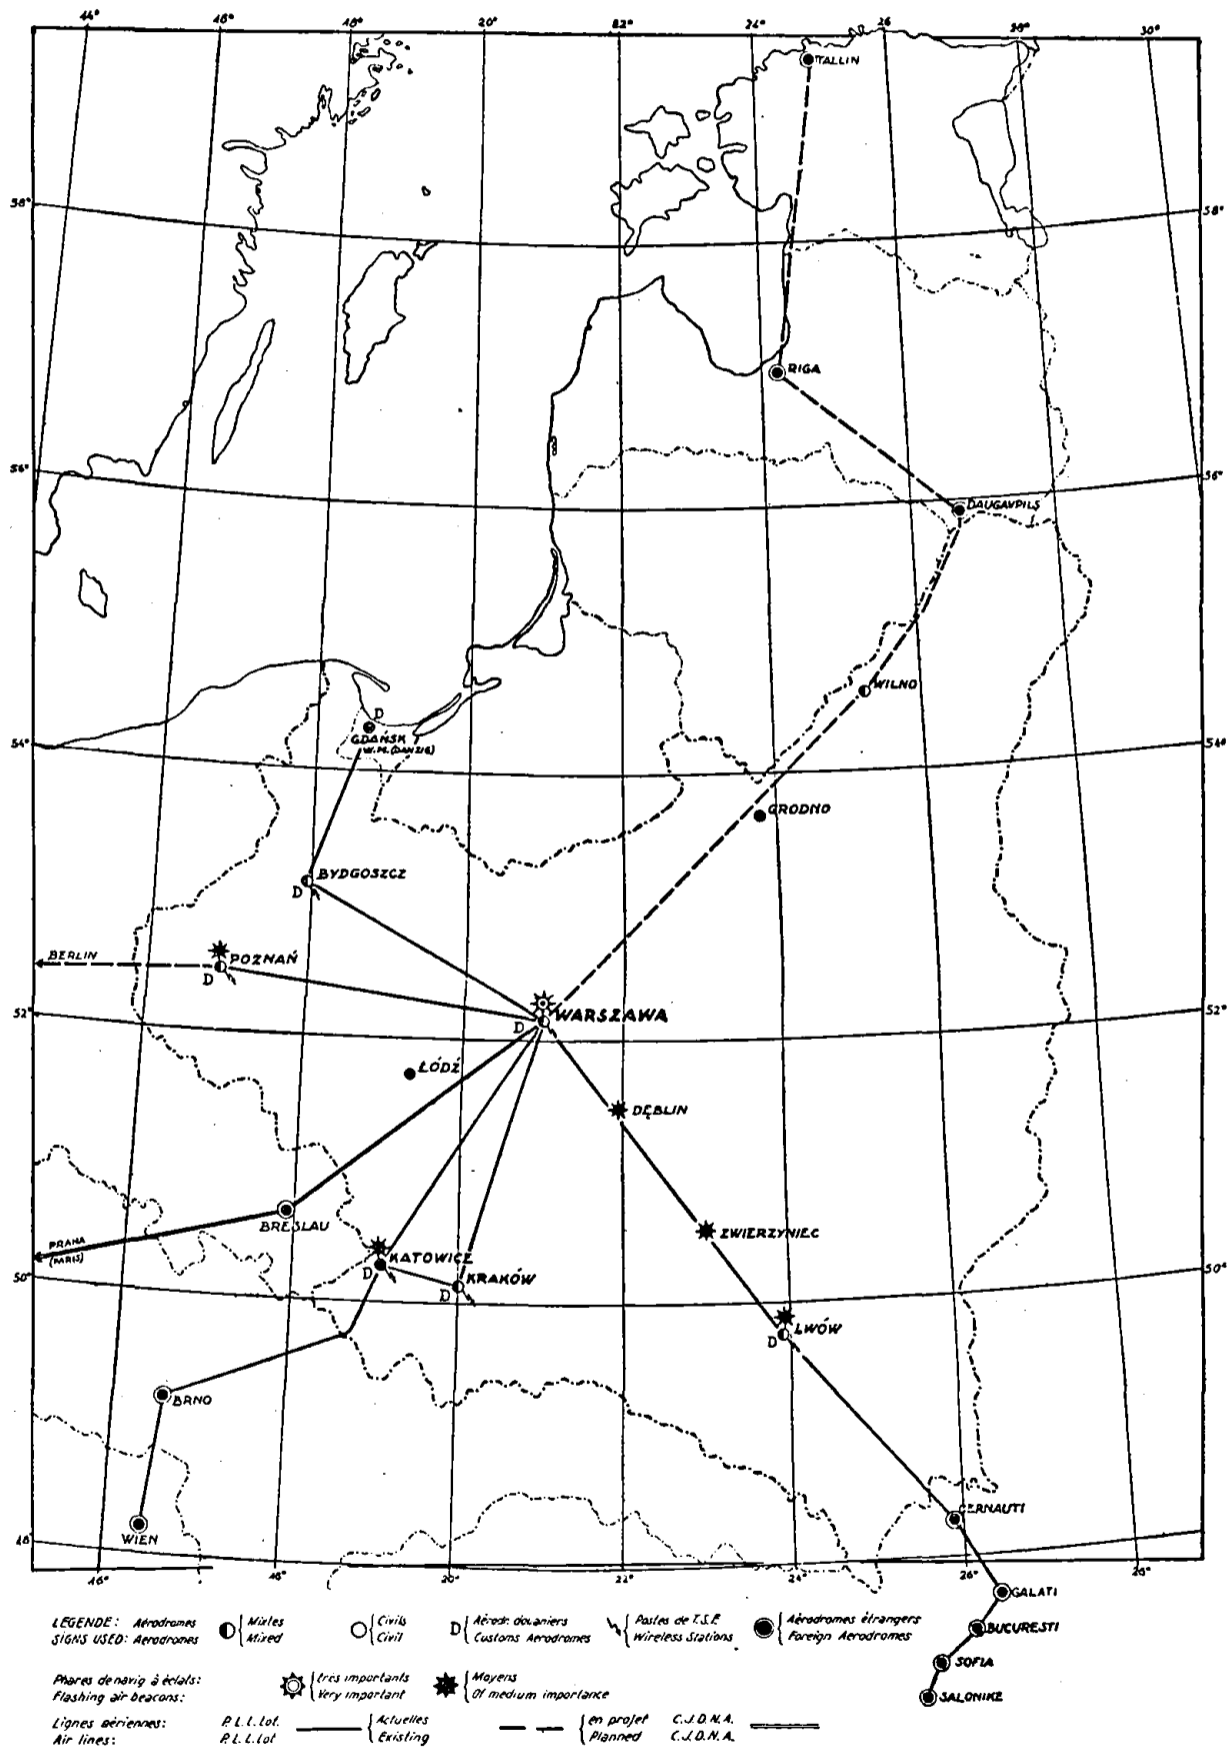 44° 46° 48° 20° 22° 24° 26° 28° 30°
TALLIN
58° 58°
RIGA
56° 56°
DAUGAVPILS
WILNO
D
GDAŃSK
W.M.(DANZIG)
54° 54°
GRODNO
BYDGOSZCZ
D
BERLIN
POZNAŃ
D
52° WARSZAWA 52°
D
ŁÓDŹ
DĘBLIN
BRESLAU
ZWIERZYNIEC
PRAHA
(PARIS)
KATOWICE
D
KRAKÓW
D
50° 50°
LWÓW
D
BRNO
CERNAUTI
WIEN
48°
46° 20° 22° 24° 26° 28°
GALATI
BUCURESTI
SOFIA
SALONIKE
LEGENDE: Aérodromes Mixtes Civils D Aérodr. douaniers Postes de T.S.F. Aérodromes étrangers
SIGNS USED: Aerodromes Mixed Civil Customs Aerodromes Wireless Stations Foreign Aerodromes
Phares de navig à éclats: très importants Moyens
Flashing air beacons: Very important Of medium importance
Lignes aériennes: P.L.L.Lot. Actuelles en projet C.J.D.N.A.
Air lines: P.L.L.Lot Existing Planned C.J.D.N.A.